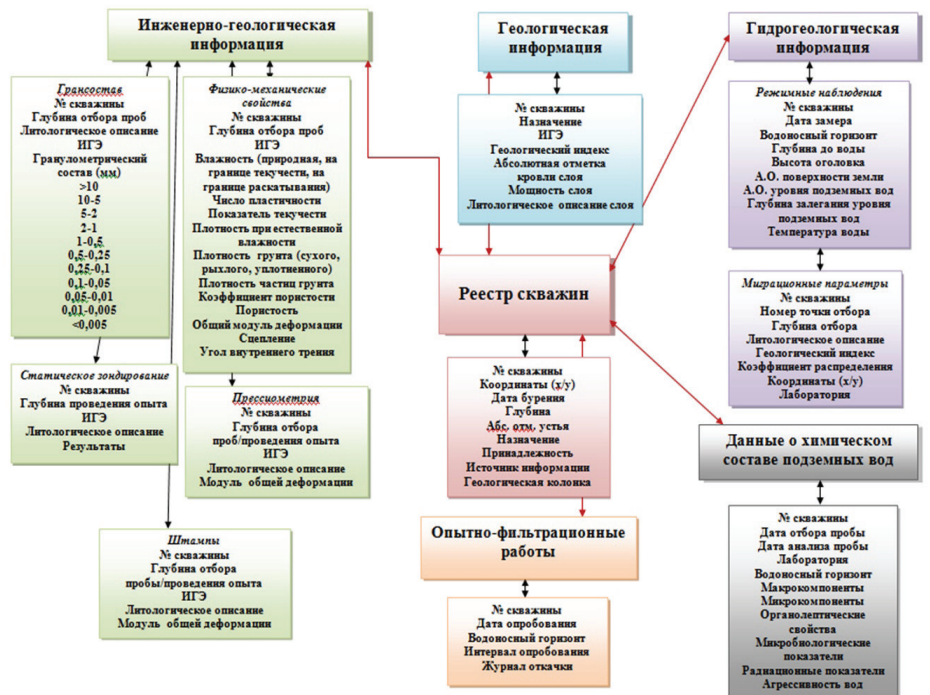 Инженерно-геологическая
информация
Грансостав
№ скважины
Глубина отбора проб
Литологическое описание
ИГЭ
Гранулометрический
состав (мм)
>10
10-5
5-2
2-1
1-0,5
0,5-0,25
0,25-0,1
0,1-0,05
0,05-0,01
0,01-0,005
<0,005
Физико-механические
свойства
№ скважины
Глубина отбора проб
ИГЭ
Влажность (природная, на
границе текучести, на
границе раскатывания)
Число пластичности
Показатель текучести
Плотность при естественной
влажности
Плотность грунта (сухого,
рыхлого, уплотненного)
Плотность частиц грунта
Коэффициент пористости
Пористость
Общий модуль деформации
Сцепление
Угол внутреннего трения
Статическое зондирование
№ скважины
Глубина проведения опыта
ИГЭ
Литологическое описание
Результаты
Прессиометрия
№ скважины
Глубина отбора
проб/проведения опыта
ИГЭ
Литологическое описание
Модуль общей деформации
Штампы
№ скважины
Глубина отбора
пробы/проведения опыта
ИГЭ
Литологическое описание
Модуль общей деформации
Геологическая
информация
№ скважины
Назначение
ИГЭ
Геологический индекс
Абсолютная отметка
кровли слоя
Мощность слоя
Литологическое описание слоя
Реестр скважин
№ скважины
Координаты (х/у)
Дата бурения
Глубина
Абс. отм. устья
Назначение
Принадлежность
Источник информации
Геологическая колонка
Опытно-фильтрационные
работы
№ скважины
Дата опробования
Водоносный горизонт
Интервал опробования
Журнал откачки
Гидрогеологическая
информация
Режимные наблюдения
№ скважины
Дата замера
Водоносный горизонт
Глубина до воды
Высота оголовка
А.О. поверхности земли
А.О. уровня подземных вод
Глубина залегания уровня
подземных вод
Температура воды
Миграционные параметры
№ скважины
Номер точки отбора
Глубина отбора
Литологическое описание
Геологический индекс
Коэффициент распределения
Координаты (х/у)
Лаборатория
Данные о химическом
составе подземных вод
№ скважины
Дата отбора пробы
Дата анализа пробы
Лаборатория
Водоносный горизонт
Макрокомпоненты
Микрокомпоненты
Органолептические
свойства
Микробиологические
показатели
Радиационные показатели
Агрессивность вод